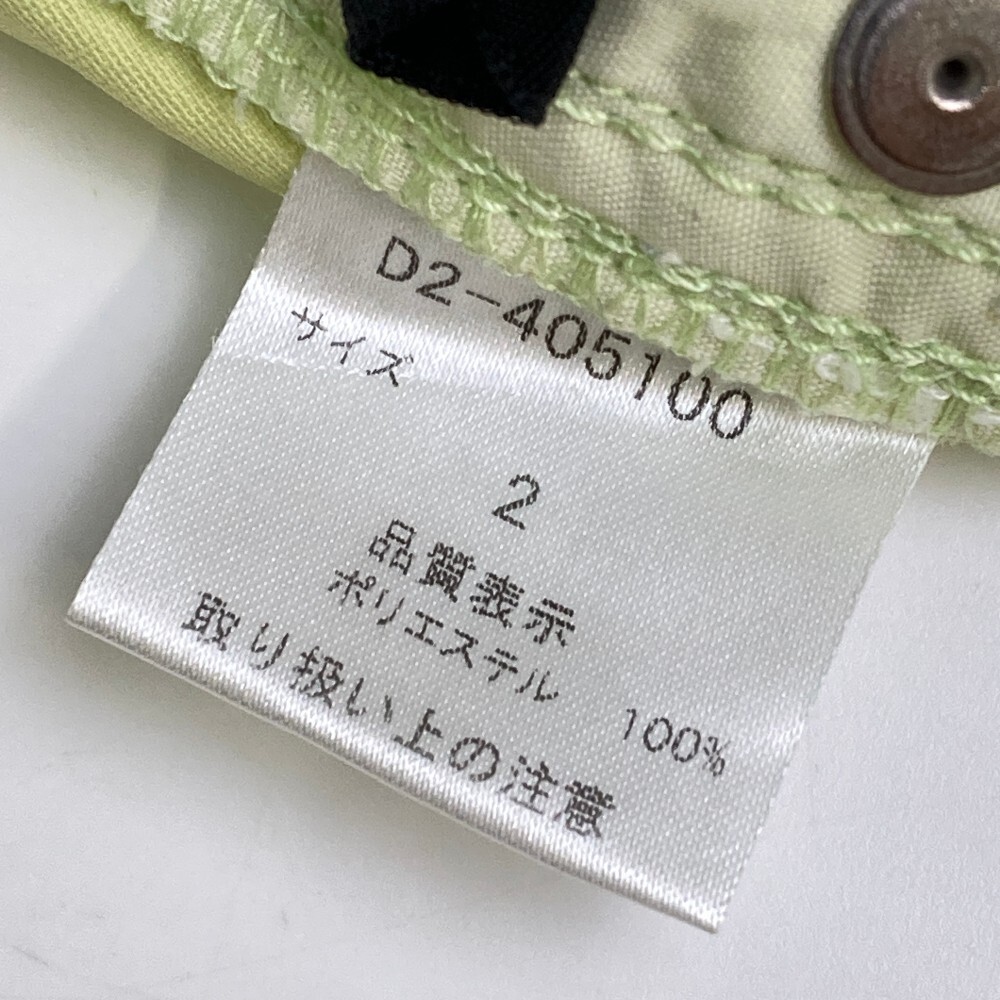 D2-405100
サイズ
2
品質表示
ポリエステル 100%
取り扱い上の注意